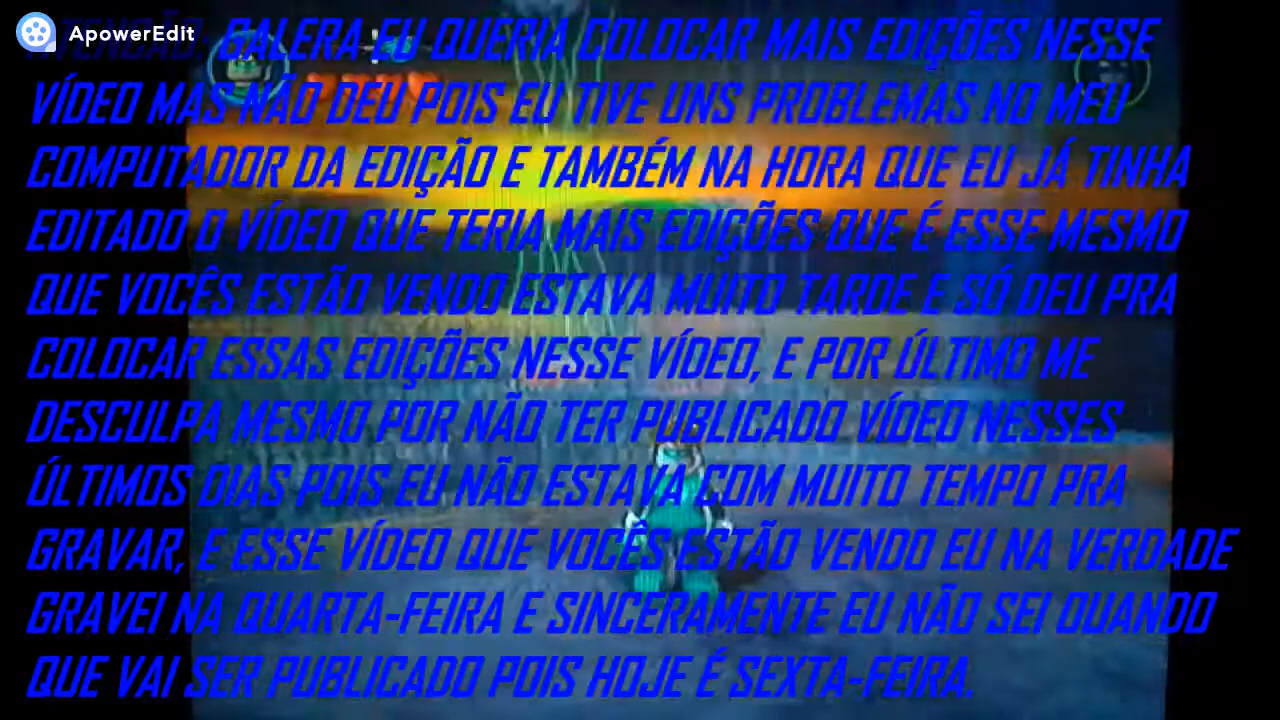 ApowerEdit
ATENÇÃO, GALERA EU QUERIA COLOCAR MAIS EDIÇÕES NESSE
VÍDEO MAS NÃO DEU POIS EU TIVE UNS PROBLEMAS NO MEU
COMPUTADOR DA EDIÇÃO E TAMBÉM NA HORA QUE EU JÁ TINHA
EDITADO O VÍDEO QUE TERIA MAIS EDIÇÕES QUE É ESSE MESMO
QUE VOCÊS ESTÃO VENDO ESTAVA MUITO TARDE E SÓ DEU PRA
COLOCAR ESSAS EDIÇÕES NESSE VÍDEO, E POR ÚLTIMO ME
DESCULPA MESMO POR NÃO TER PUBLICADO VÍDEO NESSES
ÚLTIMOS DIAS POIS EU NÃO ESTAVA COM MUITO TEMPO PRA
GRAVAR, E ESSE VÍDEO QUE VOCÊS ESTÃO VENDO EU NA VERDADE
GRAVEI NA QUARTA-FEIRA E SINCERAMENTE EU NÃO SEI QUANDO
QUE VAI SER PUBLICADO POIS HOJE É SEXTA-FEIRA.